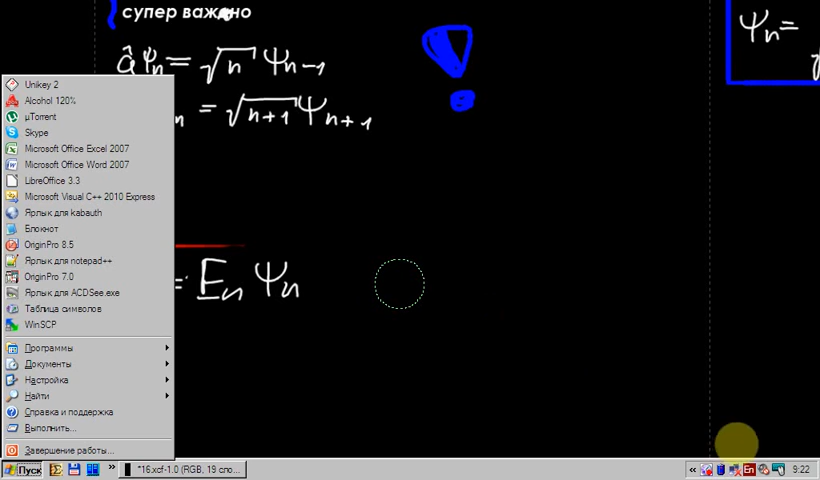 супер важно
âΨn = √n Ψn-1
n = √n+1 Ψn+1
Ψn =
= EnΨn
Unikey 2
Alcohol 120%
µTorrent
Skype
Microsoft Office Excel 2007
Microsoft Office Word 2007
LibreOffice 3.3
Microsoft Visual C++ 2010 Express
Ярлык для kabauth
Блокнот
OriginPro 8.5
Ярлык для notepad++
OriginPro 7.0
Ярлык для ACDSee.exe
Таблица символов
WinSCP
Программы
Документы
Настройка
Найти
Справка и поддержка
Выполнить...
Завершение работы...
Пуск » *16.xcf-1.0 (RGB, 19 сло... « En 9:22